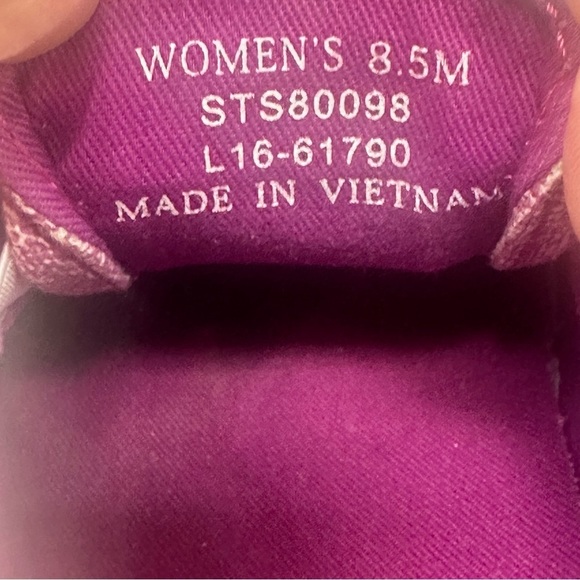 WOMEN'S 8.5M
STS80098
L16-61790
MADE IN VIETNAM